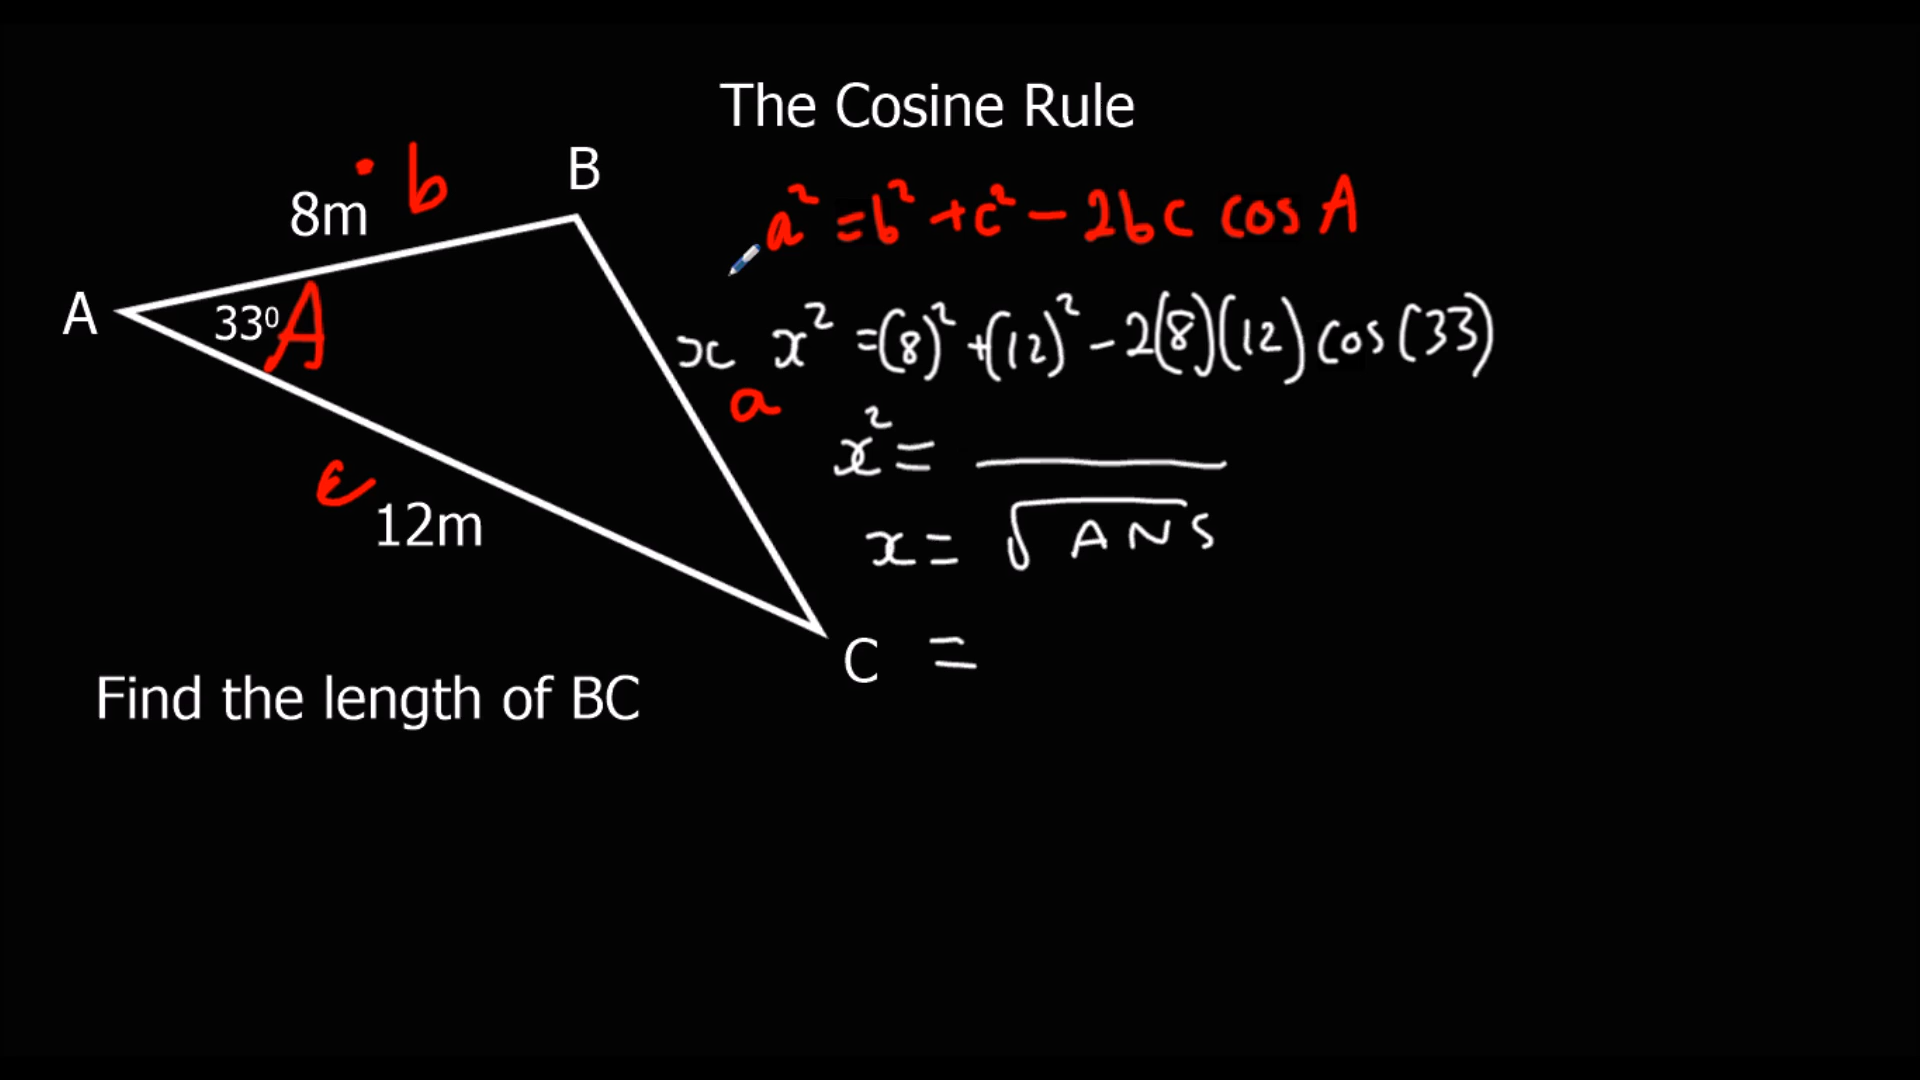 The Cosine Rule
8m
b
B
a² = b² + c² - 2bc cos A
A
33⁰
A
x
x² = (8)² + (12)² - 2(8)(12) cos (33)
a
x² =
c
12m
x = √ANS
C
=
Find the length of BC